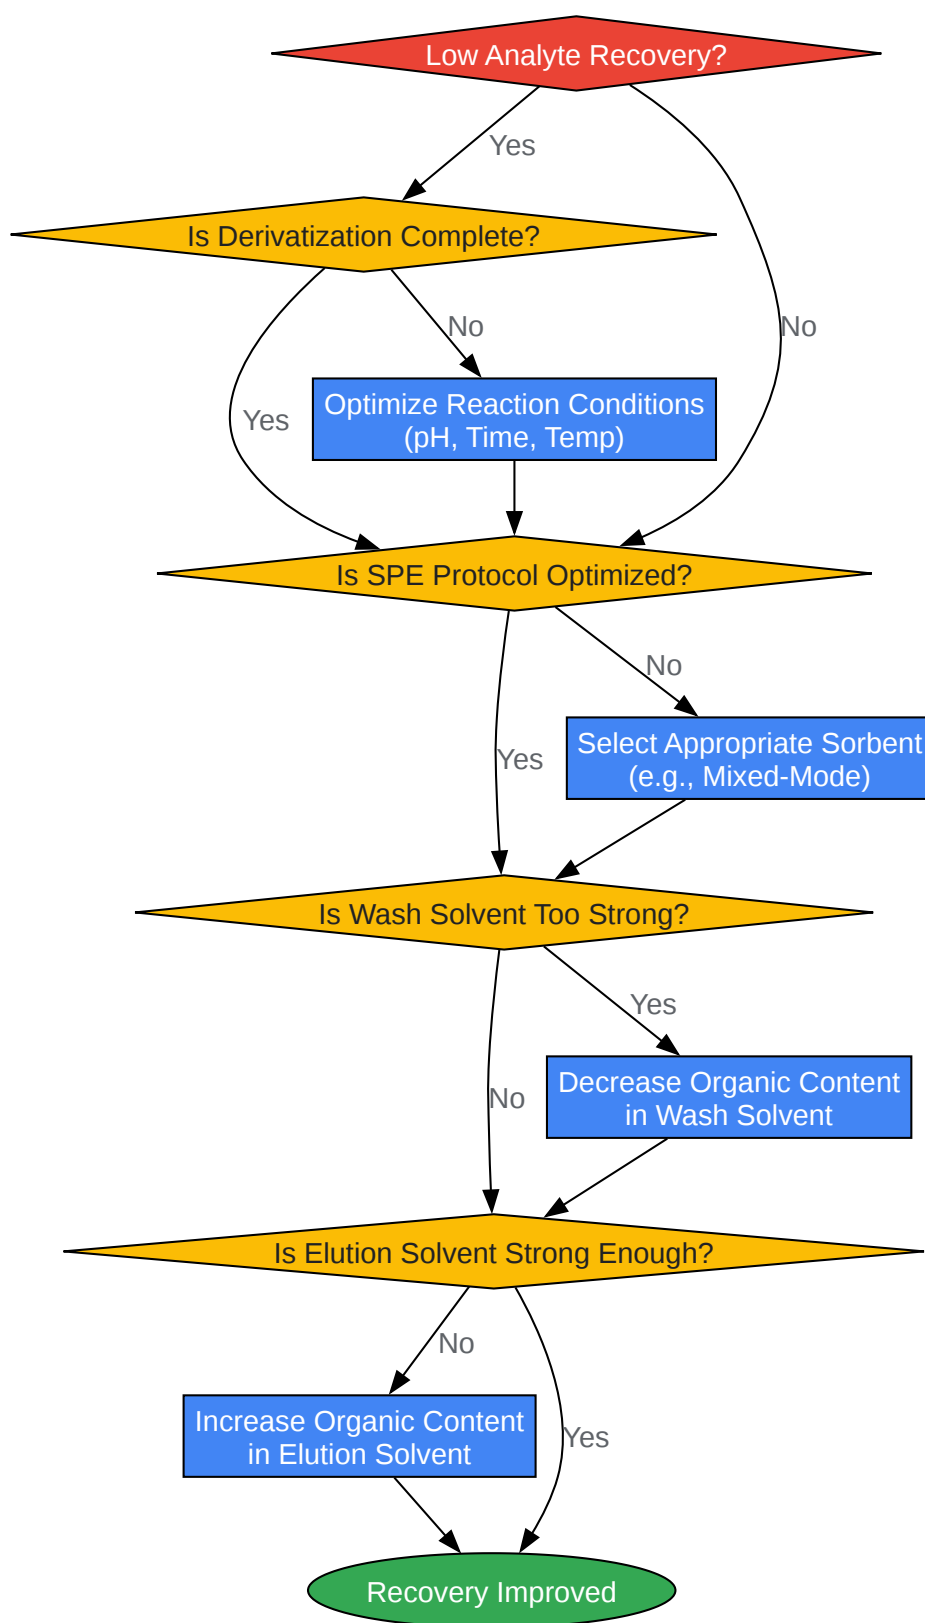 Low Analyte Recovery?
Yes
Is Derivatization Complete?
No
No
Optimize Reaction Conditions
(pH, Time, Temp)
Yes
Is SPE Protocol Optimized?
No
Select Appropriate Sorbent
(e.g., Mixed-Mode)
Yes
Is Wash Solvent Too Strong?
Yes
Decrease Organic Content
in Wash Solvent
No
Is Elution Solvent Strong Enough?
No
Increase Organic Content
in Elution Solvent
Yes
Recovery Improved